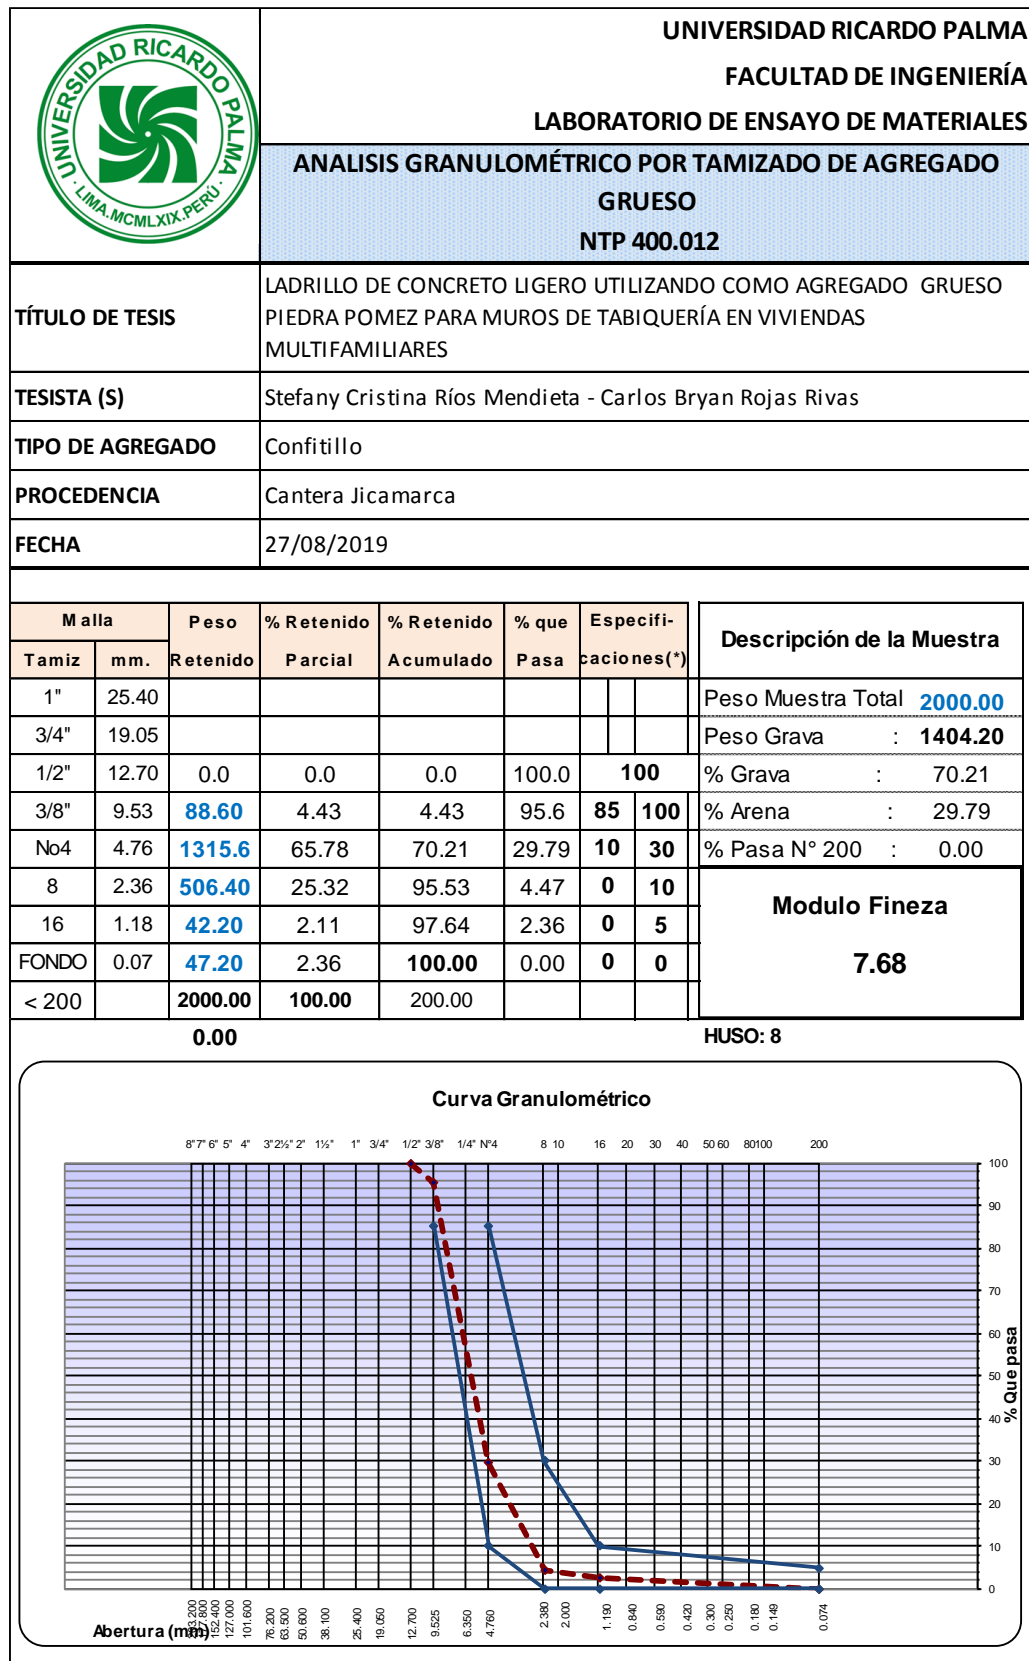 UNIVERSIDAD RICARDO PALMA
LIMA.MCMLXIX.PERÚ
UNIVERSIDAD RICARDO PALMA
FACULTAD DE INGENIERÍA
LABORATORIO DE ENSAYO DE MATERIALES
ANALISIS GRANULOMÉTRICO POR TAMIZADO DE AGREGADO
GRUESO
NTP 400.012
TÍTULO DE TESIS
LADRILLO DE CONCRETO LIGERO UTILIZANDO COMO AGREGADO GRUESO
PIEDRA POMEZ PARA MUROS DE TABIQUERÍA EN VIVIENDAS
MULTIFAMILIARES
TESISTA (S) Stefany Cristina Ríos Mendieta - Carlos Bryan Rojas Rivas
TIPO DE AGREGADO Confitillo
PROCEDENCIA Cantera Jicamarca
FECHA 27/08/2019
Malla Peso % Retenido % Retenido % que Especifi-
Tamiz mm. Retenido Parcial Acumulado Pasa caciones(*)
1" 25.40
3/4" 19.05
1/2" 12.70 0.0 0.0 0.0 100.0 100
3/8" 9.53 88.60 4.43 4.43 95.6 85 100
No4 4.76 1315.6 65.78 70.21 29.79 10 30
8 2.36 506.40 25.32 95.53 4.47 0 10
16 1.18 42.20 2.11 97.64 2.36 0 5
FONDO 0.07 47.20 2.36 100.00 0.00 0 0
< 200 2000.00 100.00 200.00
0.00
Descripción de la Muestra
Peso Muestra Total 2000.00
Peso Grava : 1404.20
% Grava : 70.21
% Arena : 29.79
% Pasa N° 200 : 0.00
Modulo Fineza
7.68
HUSO: 8
Curva Granulométrico
8" 7" 6" 5" 4" 3" 2½" 2" 1½" 1" 3/4" 1/2" 3/8" 1/4" N°4 8 10 16 20 30 40 50 60 80 100 200
100
90
80
70
60
50
40
30
20
10
0
% Que pasa
152.400 127.000 101.600 76.200 63.500 50.600 38.100 25.400 19.050 12.700 9.525 6.350 4.760 2.380 2.000 1.190 0.840 0.590 0.420 0.300 0.250 0.180 0.149 0.074
Abertura (mm)